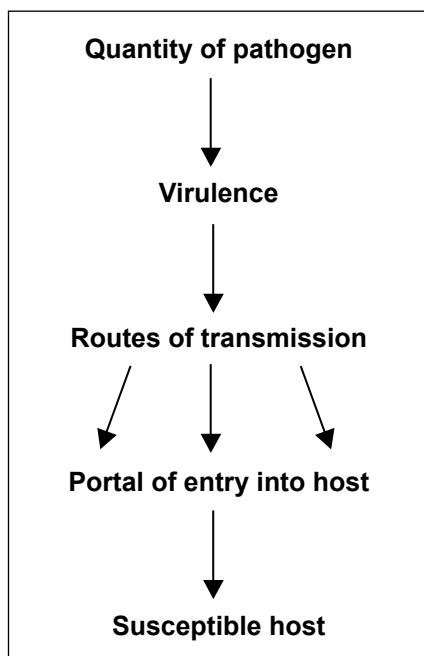 Quantity of pathogen
Virulence
Routes of transmission
Portal of entry into host
Susceptible host